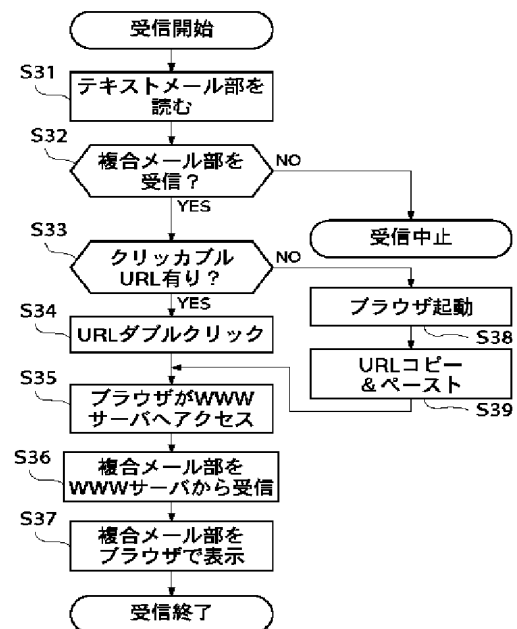 受信開始
S31
テキストメール部を
読む
S32
複合メール部を
受信？
NO
YES
受信中止
S33
クリッカブル
URL有り？
NO
YES
S34
URLダブルクリック
ブラウザ起動
S38
URLコピー
＆ペースト
S39
S35
ブラウザがWWW
サーバへアクセス
S36
複合メール部を
WWWサーバから受信
S37
複合メール部を
ブラウザで表示
受信終了